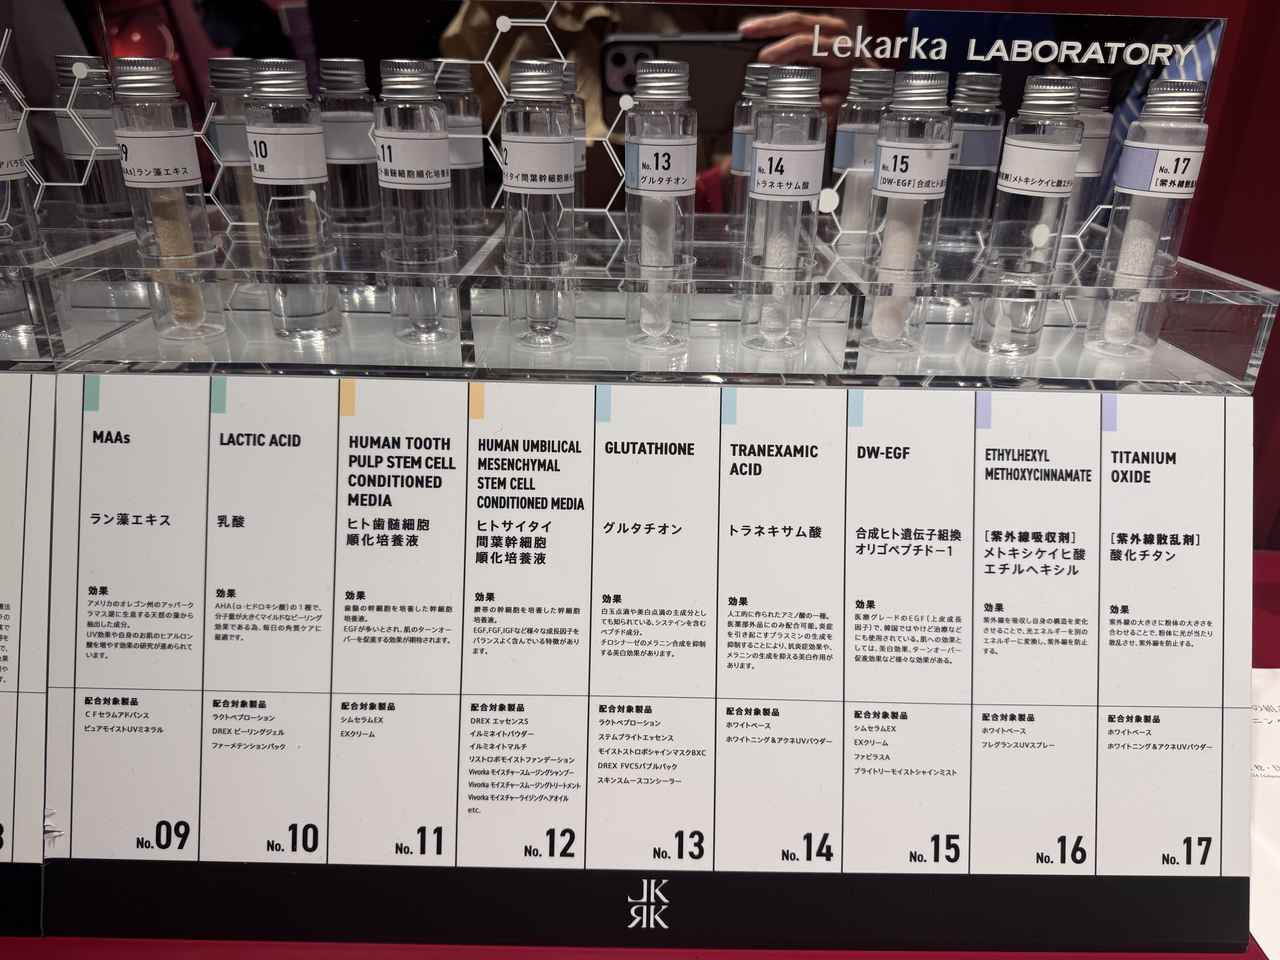 Lekarka LABORATORY
09
ラン藻エキス
10
乳酸
11
歯髄細胞順化培養
2
サイタイ間葉幹細胞順化
No.13
グルタチオン
No.14
トラネキサム酸
No.15
[DW-EGF]合成ヒト
メトキシケイヒ酸エチ
No.17
[紫外線散乱
MAAs
ラン藻エキス
効果
アメリカのオレゴン州のアッパーク
ラマス湖に生息する天然の藻から
抽出した成分。
UV効果や自身のお肌のヒアルロン
酸を増やす効果の研究が進められて
います。
配合対象製品
CFセラムアドバンス
ピュアモイストUVミネラル
No.09
LACTIC ACID
乳酸
効果
AHA(α-ヒドロキシ酸)の1種で、
分子量が大きくマイルドなピーリング
効果である為、毎日の角質ケアに
最適です。
配合対象製品
ラクトペプローション
DREX ピーリングジェル
ファーメンテションパック
No.10
HUMAN TOOTH
PULP STEM CELL
CONDITIONED
MEDIA
ヒト歯髄細胞
順化培養液
効果
歯髄の幹細胞を培養した幹細胞
培養液。
EGFが多いとされ、肌のターンオー
バーを促進する効果が期待されます。
配合対象製品
シムセラムEX
EXクリーム
No.11
HUMAN UMBILICAL
MESENCHYMAL
STEM CELL
CONDITIONED MEDIA
ヒトサイタイ
間葉幹細胞
順化培養液
効果
臍帯の幹細胞を培養した幹細胞
培養液。
EGF,FGF,IGFなど様々な成長因子を
バランスよく含んでいる特徴があり
ます。
配合対象製品
DREX エッセンスS
イルミネイトパウダー
イルミネイトマルチ
リストロボモイストファンデーション
Vivorka モイスチャースムージングシャンプー
Vivorka モイスチャースムージングトリートメント
Vivorka モイスチャーライジングヘアオイル
etc.
No.12
GLUTATHIONE
グルタチオン
効果
白玉点滴や美白点滴の主成分とし
ても知られている、システインを含む
ペプチド成分。
チロシナーゼのメラニン合成を抑制
する美白効果があります。
配合対象製品
ラクトペプローション
ステムブライトエッセンス
モイストストロボシャインマスクBXC
DREX FVCSバブルパック
スキンスムースコンシーラー
No.13
TRANEXAMIC
ACID
トラネキサム酸
効果
人工的に作られたアミノ酸の一種。
医薬部外品にのみ配合可能。炎症
を引き起こすプラスミンの生成を
抑制することにより、抗炎症効果や、
メラニンの生成を抑える美白作用が
あります。
配合対象製品
ホワイトベース
ホワイトニング&アクネUVパウダー
No.14
DW-EGF
合成ヒト遺伝子組換
オリゴペプチド-1
効果
医療グレードのEGF(上皮成長
因子)で、韓国ではやけど治療など
にも使用されている。肌への効果と
しては、美白効果、ターンオーバー
促進効果など様々な効果がある。
配合対象製品
シムセラムEX
EXクリーム
ファビラスA
ブライトリーモイストシャインミスト
No.15
ETHYLHEXYL
METHOXYCINNAMATE
[紫外線吸収剤]
メトキシケイヒ酸
エチルヘキシル
効果
紫外線を吸収し自身の構造を変化
させることで、光エネルギーを別の
エネルギーに変換し、紫外線を防止
する。
配合対象製品
ホワイトベース
フレグランスUVスプレー
No.16
TITANIUM
OXIDE
[紫外線散乱剤]
酸化チタン
効果
紫外線の大きさに粉体の大きさを
合わせることで、粉体に光が当たり
散乱させ、紫外線を防止する。
配合対象製品
ホワイトベース
ホワイトニング&アクネUVパウダー
No.17